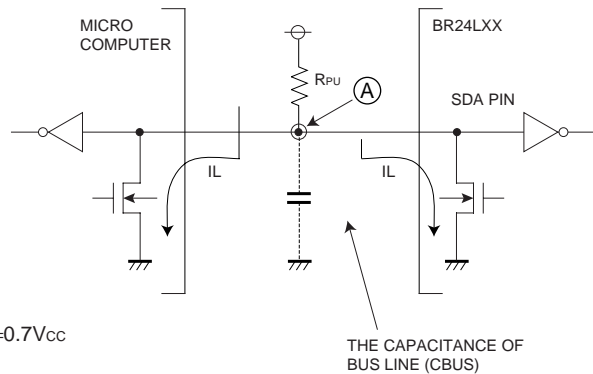 MICRO
COMPUTER
BR24LXX
RPU
A
SDA PIN
IL
IL
=0.7VCC
THE CAPACITANCE OF
BUS LINE (CBUS)